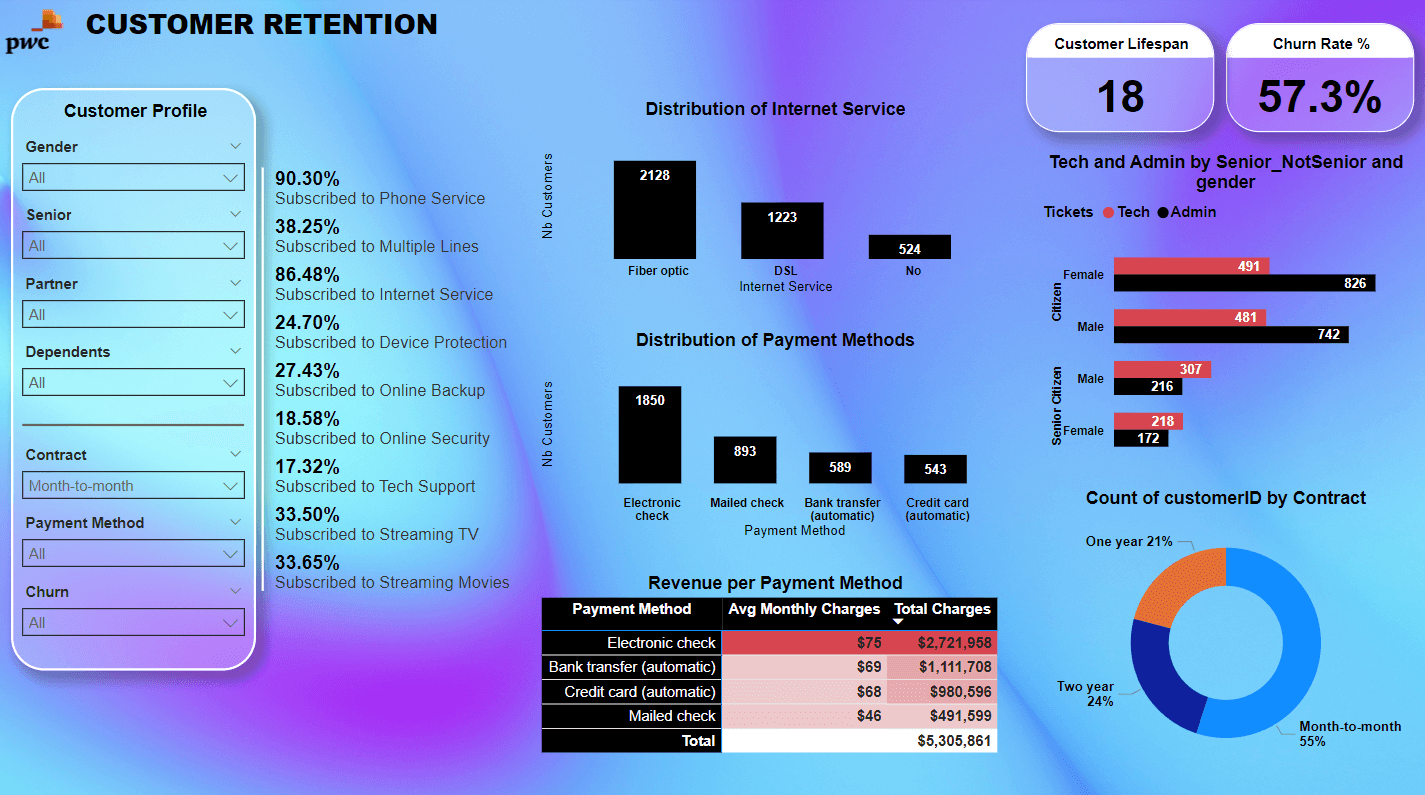 pwc
CUSTOMER RETENTION
Customer Profile
Gender
All
Senior
All
Partner
All
Dependents
All
Contract
Month-to-month
Payment Method
All
Churn
All
90.30%
Subscribed to Phone Service
38.25%
Subscribed to Multiple Lines
86.48%
Subscribed to Internet Service
24.70%
Subscribed to Device Protection
27.43%
Subscribed to Online Backup
18.58%
Subscribed to Online Security
17.32%
Subscribed to Tech Support
33.50%
Subscribed to Streaming TV
33.65%
Subscribed to Streaming Movies
Distribution of Internet Service
Nb Customers
2128
1223
524
Fiber optic DSL No
Internet Service
Distribution of Payment Methods
Nb Customers
1850
893
589
543
Electronic check
Mailed check
Bank transfer (automatic)
Credit card (automatic)
Payment Method
Revenue per Payment Method
Payment Method Avg Monthly Charges Total Charges
Electronic check $75 $2,721,958
Bank transfer (automatic) $69 $1,111,708
Credit card (automatic) $68 $980,596
Mailed check $46 $491,599
Total $5,305,861
Customer Lifespan
18
Churn Rate %
57.3%
Tech and Admin by Senior_NotSenior and
gender
Tickets Tech Admin
Citizen
Female 491
826
Male 481
742
Senior Citizen
Male 307
216
Female 218
172
Count of customerID by Contract
One year 21%
Two year
24%
Month-to-month
55%